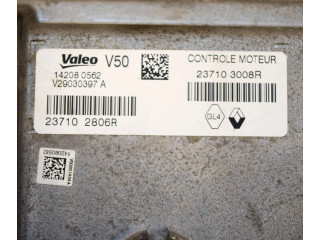 Valeo V50
CONTROLE MOTEUR
14208 0562
V29030397 A
23710 3008R
23710 2806R
GL4